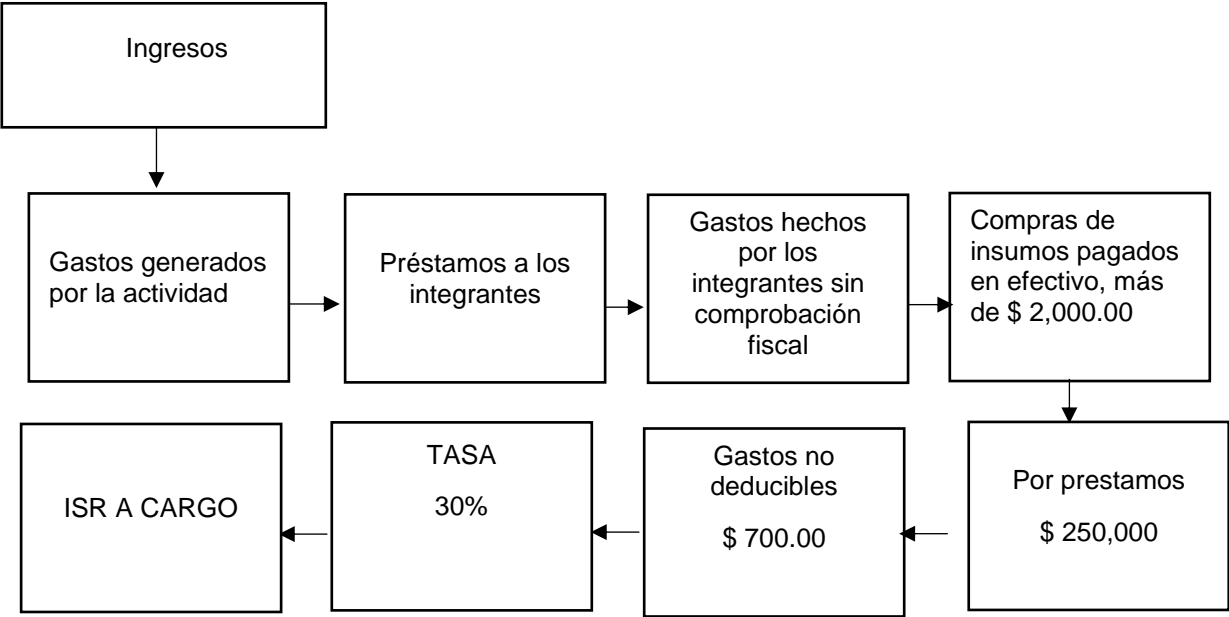 Ingresos
Gastos generados
por la actividad
Préstamos a los
integrantes
Gastos hechos
por los
integrantes sin
comprobación
fiscal
Compras de
insumos pagados
en efectivo, más
de $ 2,000.00
Por prestamos
$ 250,000
Gastos no
deducibles
$ 700.00
TASA
30%
ISR A CARGO